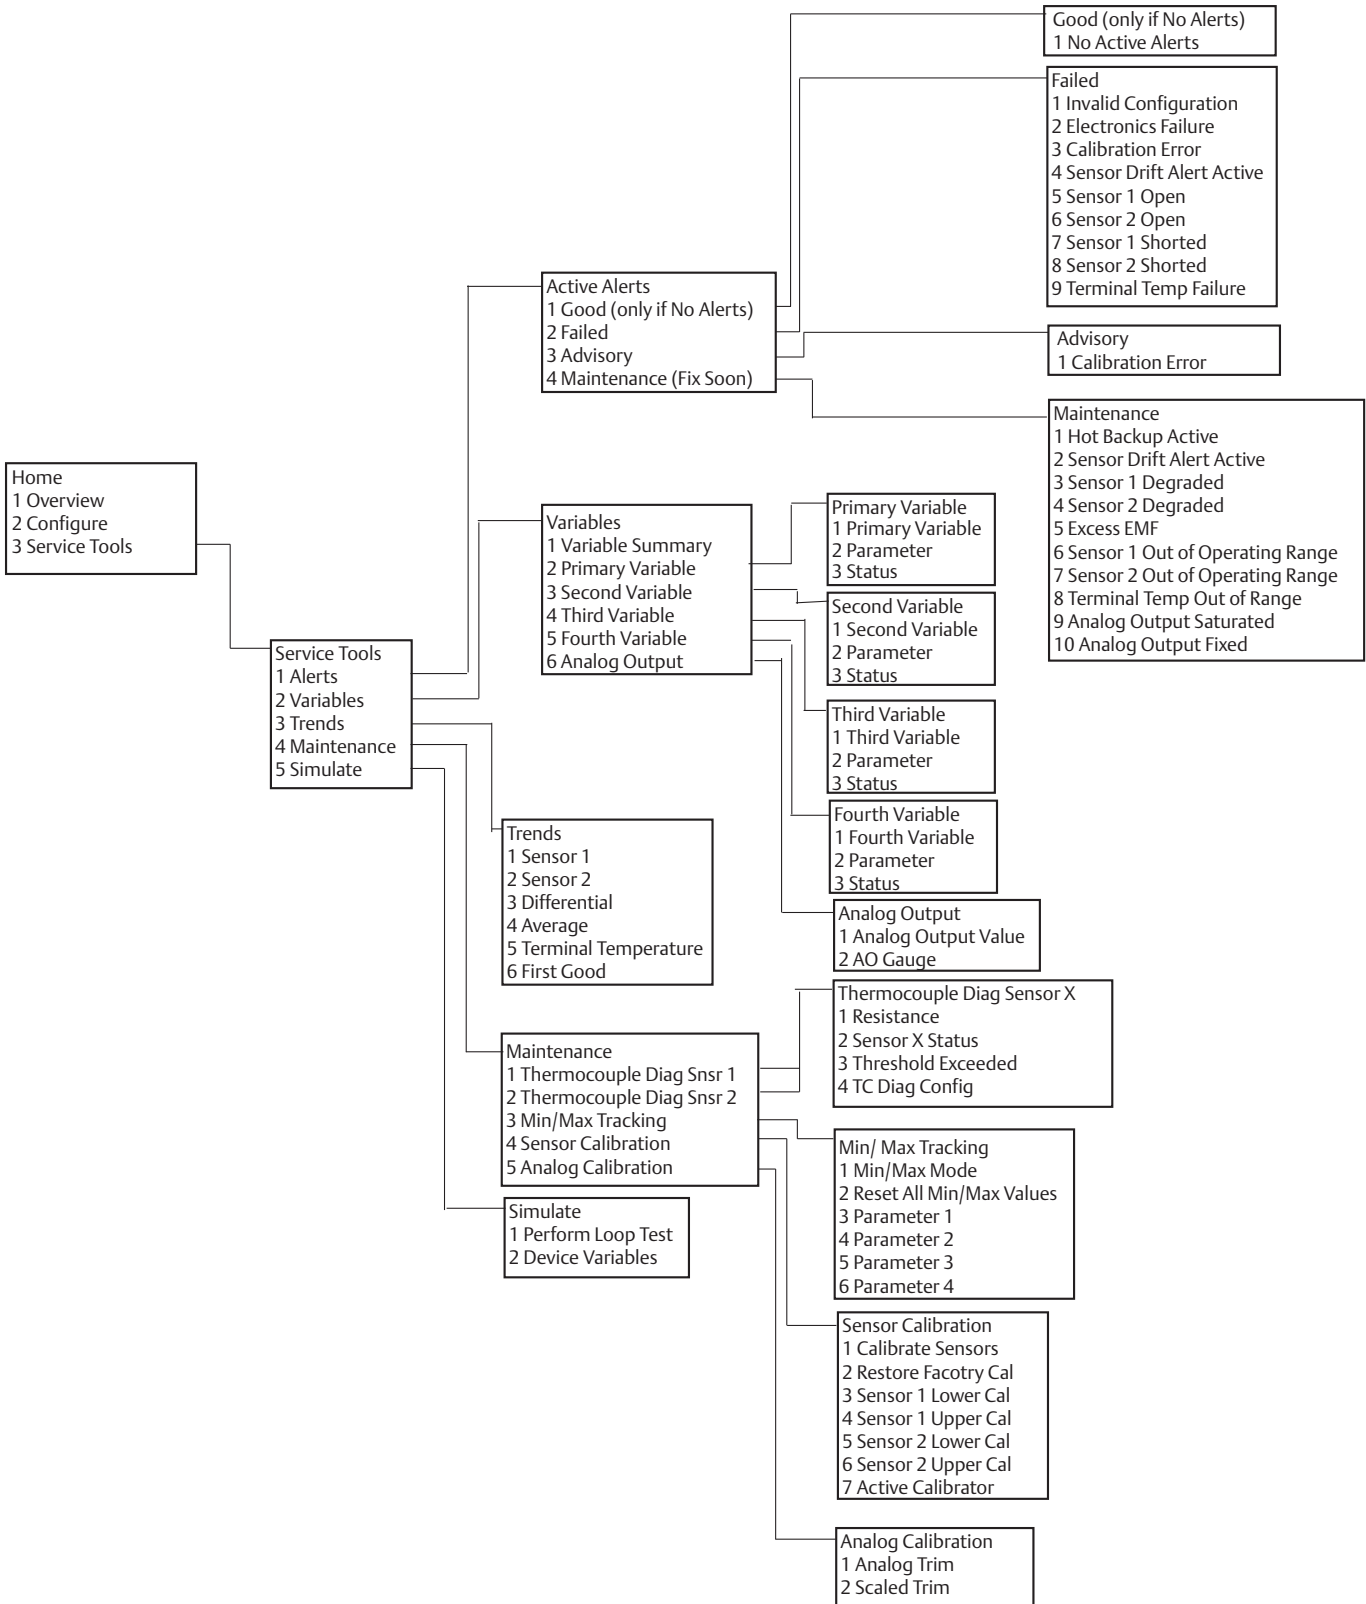 Home
1 Overview
2 Configure
3 Service Tools
Service Tools
1 Alerts
2 Variables
3 Trends
4 Maintenance
5 Simulate
Active Alerts
1 Good (only if No Alerts)
2 Failed
3 Advisory
4 Maintenance (Fix Soon)
Variables
1 Variable Summary
2 Primary Variable
3 Second Variable
4 Third Variable
5 Fourth Variable
6 Analog Output
Trends
1 Sensor 1
2 Sensor 2
3 Differential
4 Average
5 Terminal Temperature
6 First Good
Maintenance
1 Thermocouple Diag Snsr 1
2 Thermocouple Diag Snsr 2
3 Min/Max Tracking
4 Sensor Calibration
5 Analog Calibration
Simulate
1 Perform Loop Test
2 Device Variables
Good (only if No Alerts)
1 No Active Alerts
Failed
1 Invalid Configuration
2 Electronics Failure
3 Calibration Error
4 Sensor Drift Alert Active
5 Sensor 1 Open
6 Sensor 2 Open
7 Sensor 1 Shorted
8 Sensor 2 Shorted
9 Terminal Temp Failure
Advisory
1 Calibration Error
Maintenance
1 Hot Backup Active
2 Sensor Drift Alert Active
3 Sensor 1 Degraded
4 Sensor 2 Degraded
5 Excess EMF
6 Sensor 1 Out of Operating Range
7 Sensor 2 Out of Operating Range
8 Terminal Temp Out of Range
9 Analog Output Saturated
10 Analog Output Fixed
Primary Variable
1 Primary Variable
2 Parameter
3 Status
Second Variable
1 Second Variable
2 Parameter
3 Status
Third Variable
1 Third Variable
2 Parameter
3 Status
Fourth Variable
1 Fourth Variable
2 Parameter
3 Status
Analog Output
1 Analog Output Value
2 AO Gauge
Thermocouple Diag Sensor X
1 Resistance
2 Sensor X Status
3 Threshold Exceeded
4 TC Diag Config
Min/ Max Tracking
1 Min/Max Mode
2 Reset All Min/Max Values
3 Parameter 1
4 Parameter 2
5 Parameter 3
6 Parameter 4
Sensor Calibration
1 Calibrate Sensors
2 Restore Facotry Cal
3 Sensor 1 Lower Cal
4 Sensor 1 Upper Cal
5 Sensor 2 Lower Cal
6 Sensor 2 Upper Cal
7 Active Calibrator
Analog Calibration
1 Analog Trim
2 Scaled Trim